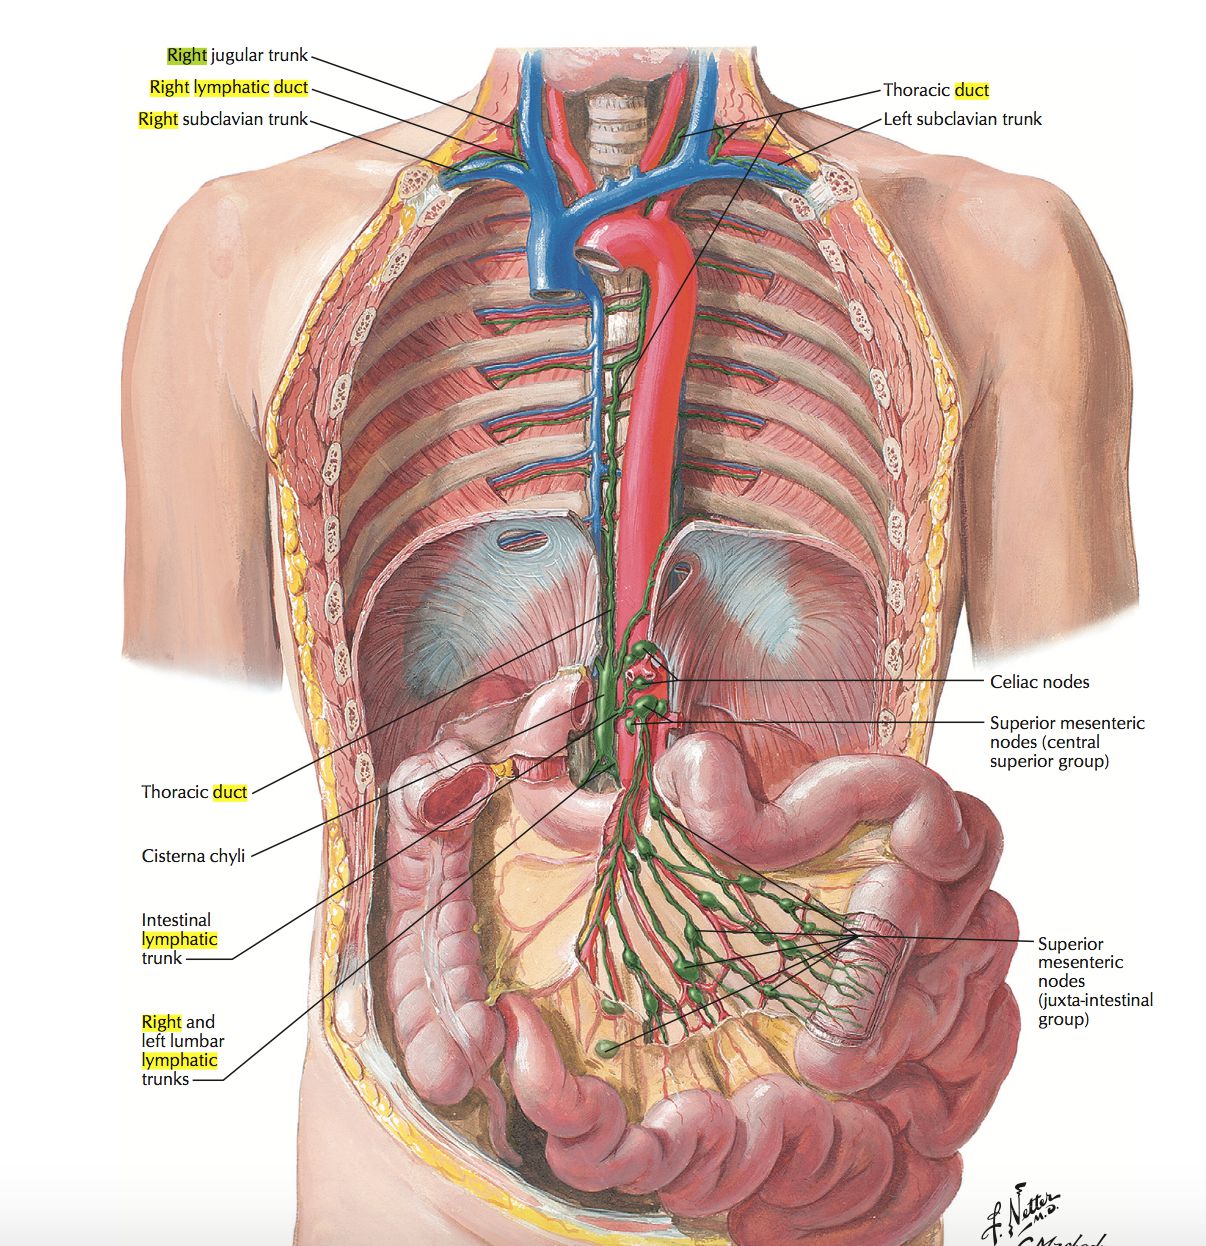 Right jugular trunk
Right lymphatic duct
Right subclavian trunk
Thoracic duct
Left subclavian trunk
Celiac nodes
Superior mesenteric
nodes (central
superior group)
Thoracic duct
Cisterna chyli
Intestinal
lymphatic
trunk
Right and
left lumbar
lymphatic
trunks
Superior
mesenteric
nodes
(juxta-intestinal
group)
F. Netter
M.D.